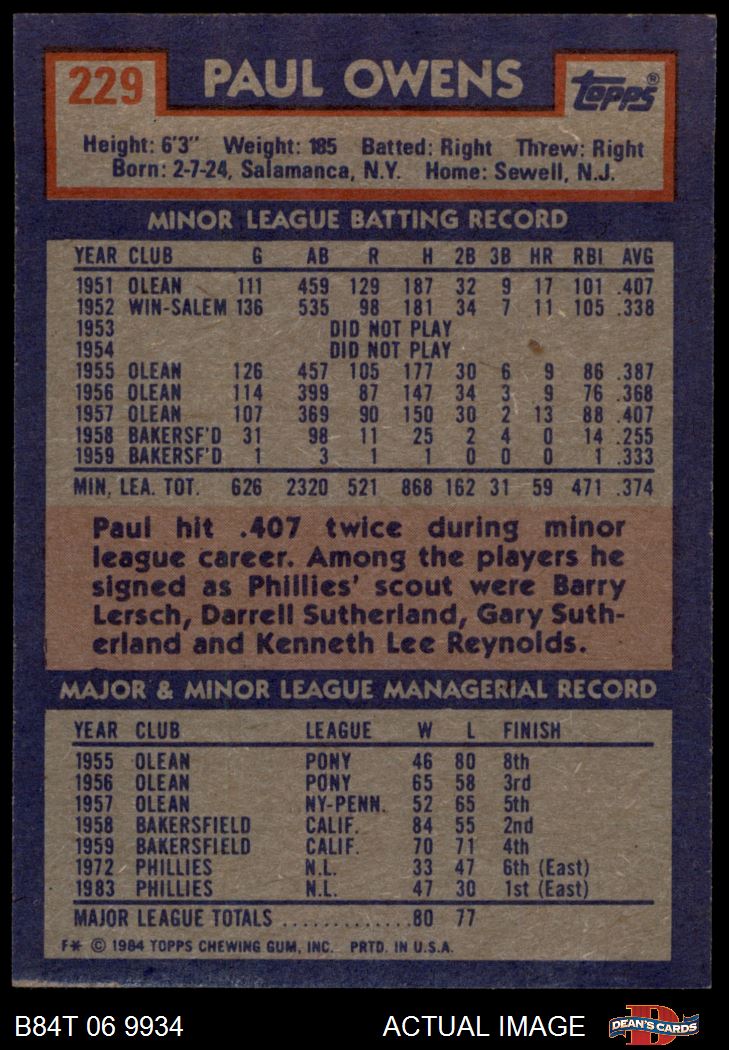 229 PAUL OWENS Topps®
Height: 6'3" Weight: 185 Batted: Right Threw: Right
Born: 2-7-24, Salamanca, N.Y. Home: Sewell, N.J.
MINOR LEAGUE BATTING RECORD
YEAR CLUB G AB R H 2B 3B HR RBI AVG
1951 OLEAN 111 459 129 187 32 9 17 101 .407
1952 WIN-SALEM 136 535 98 181 34 7 11 105 .338
1953 DID NOT PLAY
1954 DID NOT PLAY
1955 OLEAN 126 457 105 177 30 6 9 86 .387
1956 OLEAN 114 399 87 147 34 3 9 76 .368
1957 OLEAN 107 369 90 150 30 2 13 88 .407
1958 BAKERSF'D 31 98 11 25 2 4 0 14 .255
1959 BAKERSF'D 1 3 1 1 0 0 0 1 .333
MIN. LEA. TOT. 626 2320 521 868 162 31 59 471 .374
Paul hit .407 twice during minor
league career. Among the players he
signed as Phillies' scout were Barry
Lersch, Darrell Sutherland, Gary Suth-
erland and Kenneth Lee Reynolds.
MAJOR & MINOR LEAGUE MANAGERIAL RECORD
YEAR CLUB LEAGUE W L FINISH
1955 OLEAN PONY 46 80 8th
1956 OLEAN PONY 65 58 3rd
1957 OLEAN NY-PENN. 52 65 5th
1958 BAKERSFIELD CALIF. 84 55 2nd
1959 BAKERSFIELD CALIF. 70 71 4th
1972 PHILLIES N.L. 33 47 6th (East)
1983 PHILLIES N.L. 47 30 1st (East)
MAJOR LEAGUE TOTALS .............80 77
F* © 1984 TOPPS CHEWING GUM, INC. PRTD. IN U.S.A.
B84T 06 9934 ACTUAL IMAGE DEAN'S CARDS